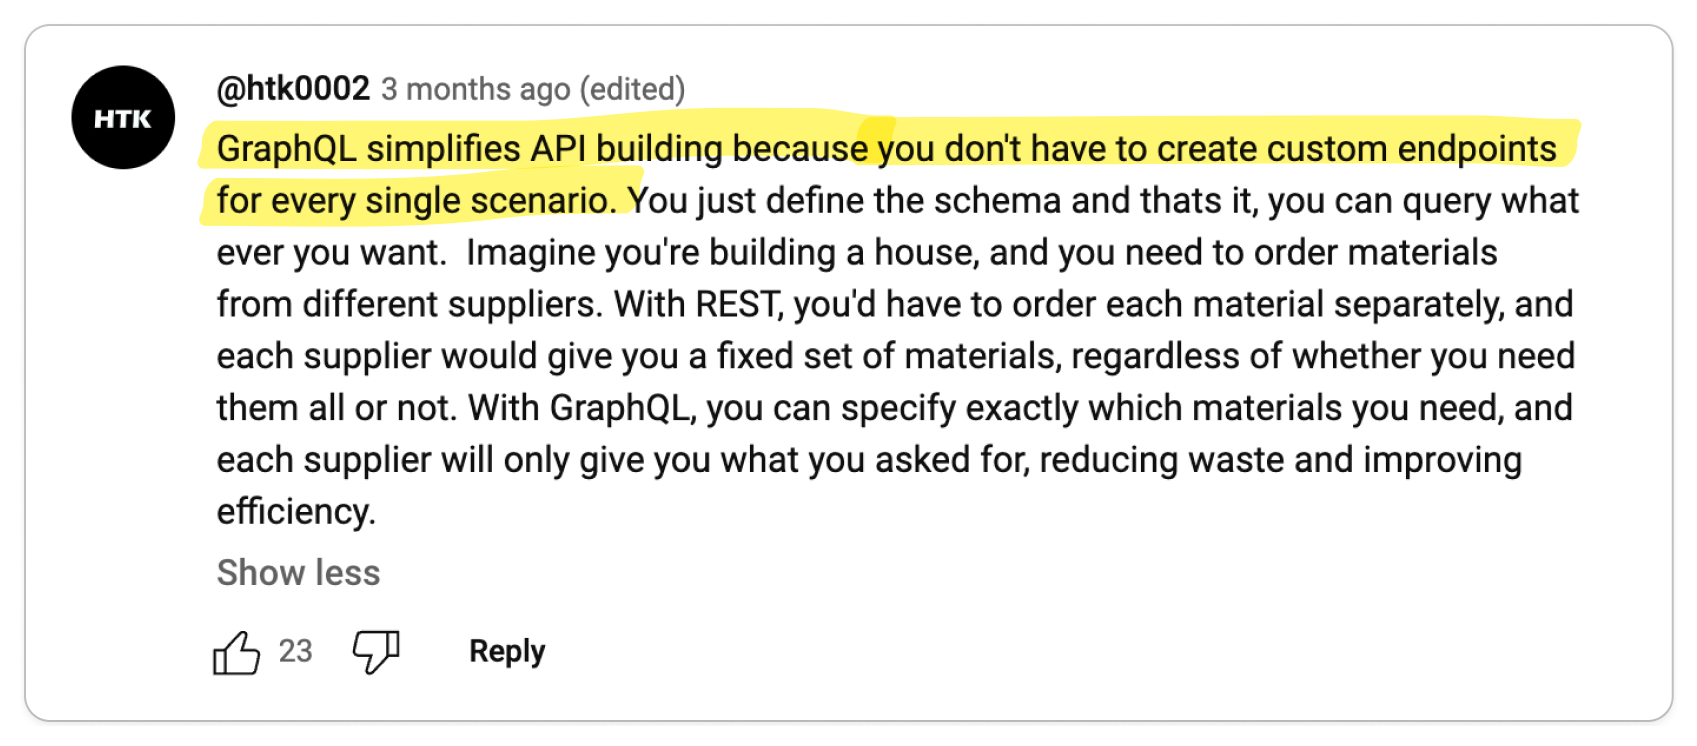 HTK
@htk0002 3 months ago (edited)
GraphQL simplifies API building because you don't have to create custom endpoints
for every single scenario. You just define the schema and thats it, you can query what
ever you want.  Imagine you're building a house, and you need to order materials
from different suppliers. With REST, you'd have to order each material separately, and
each supplier would give you a fixed set of materials, regardless of whether you need
them all or not. With GraphQL, you can specify exactly which materials you need, and
each supplier will only give you what you asked for, reducing waste and improving
efficiency.
Show less
23 Reply